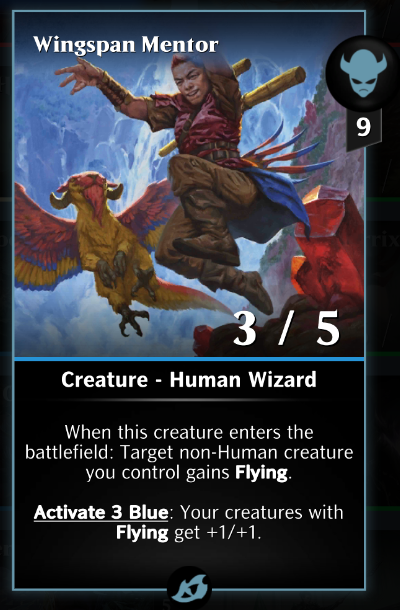 Wingspan Mentor
9
3 / 5
Creature - Human Wizard
When this creature enters the
battlefield: Target non-Human creature
you control gains Flying.
Activate 3 Blue: Your creatures with
Flying get +1/+1.